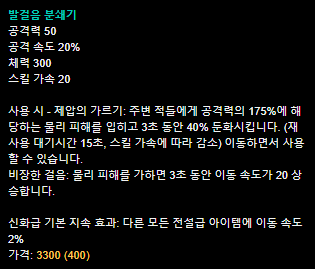 발걸음 분쇄기
공격력 50
공격 속도 20%
체력 300
스킬 가속 20
사용 시 - 제압의 가르기: 주변 적들에게 공격력의 175%에 해
당하는 물리 피해를 입히고 3초 동안 40% 둔화시킵니다. (재
사용 대기시간 15초, 스킬 가속에 따라 감소) 이동하면서 사용
할 수 있습니다.
비장한 걸음: 물리 피해를 가하면 3초 동안 이동 속도가 20 상
승합니다.
신화급 기본 지속 효과: 다른 모든 전설급 아이템에 이동 속도
2%
가격: 3300 (400)